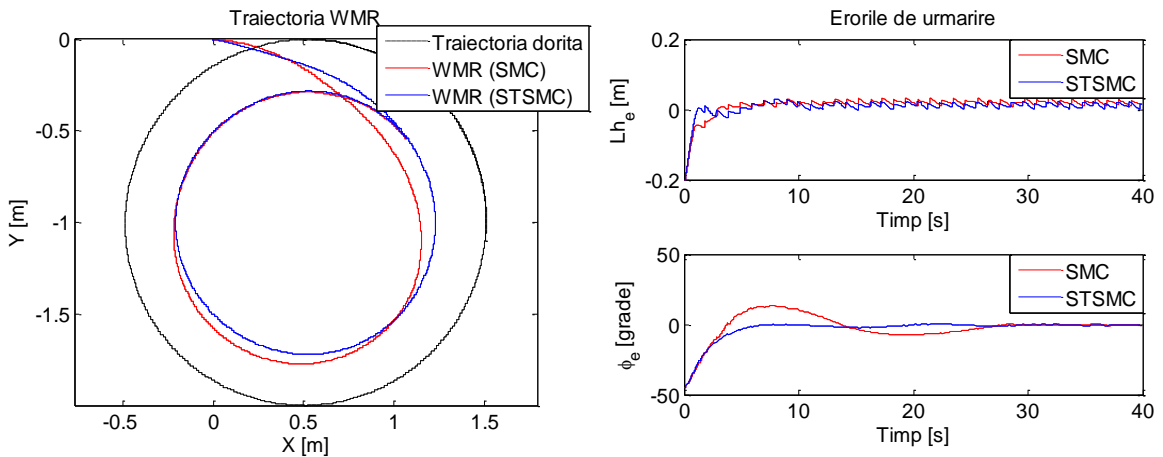 Traiectoria WMR
Traiectoria dorita
WMR (SMC)
WMR (STSMC)
0
-0.5
-1
-1.5
Y [m]
-0.5
0
0.5
1
1.5
X [m]
Erorile de urmarire
SMC
STSMC
0.2
0
-0.2
Lh_e [m]
0
10
20
30
40
Timp [s]
SMC
STSMC
50
0
-50
ϕ_e [grade]
0
10
20
30
40
Timp [s]